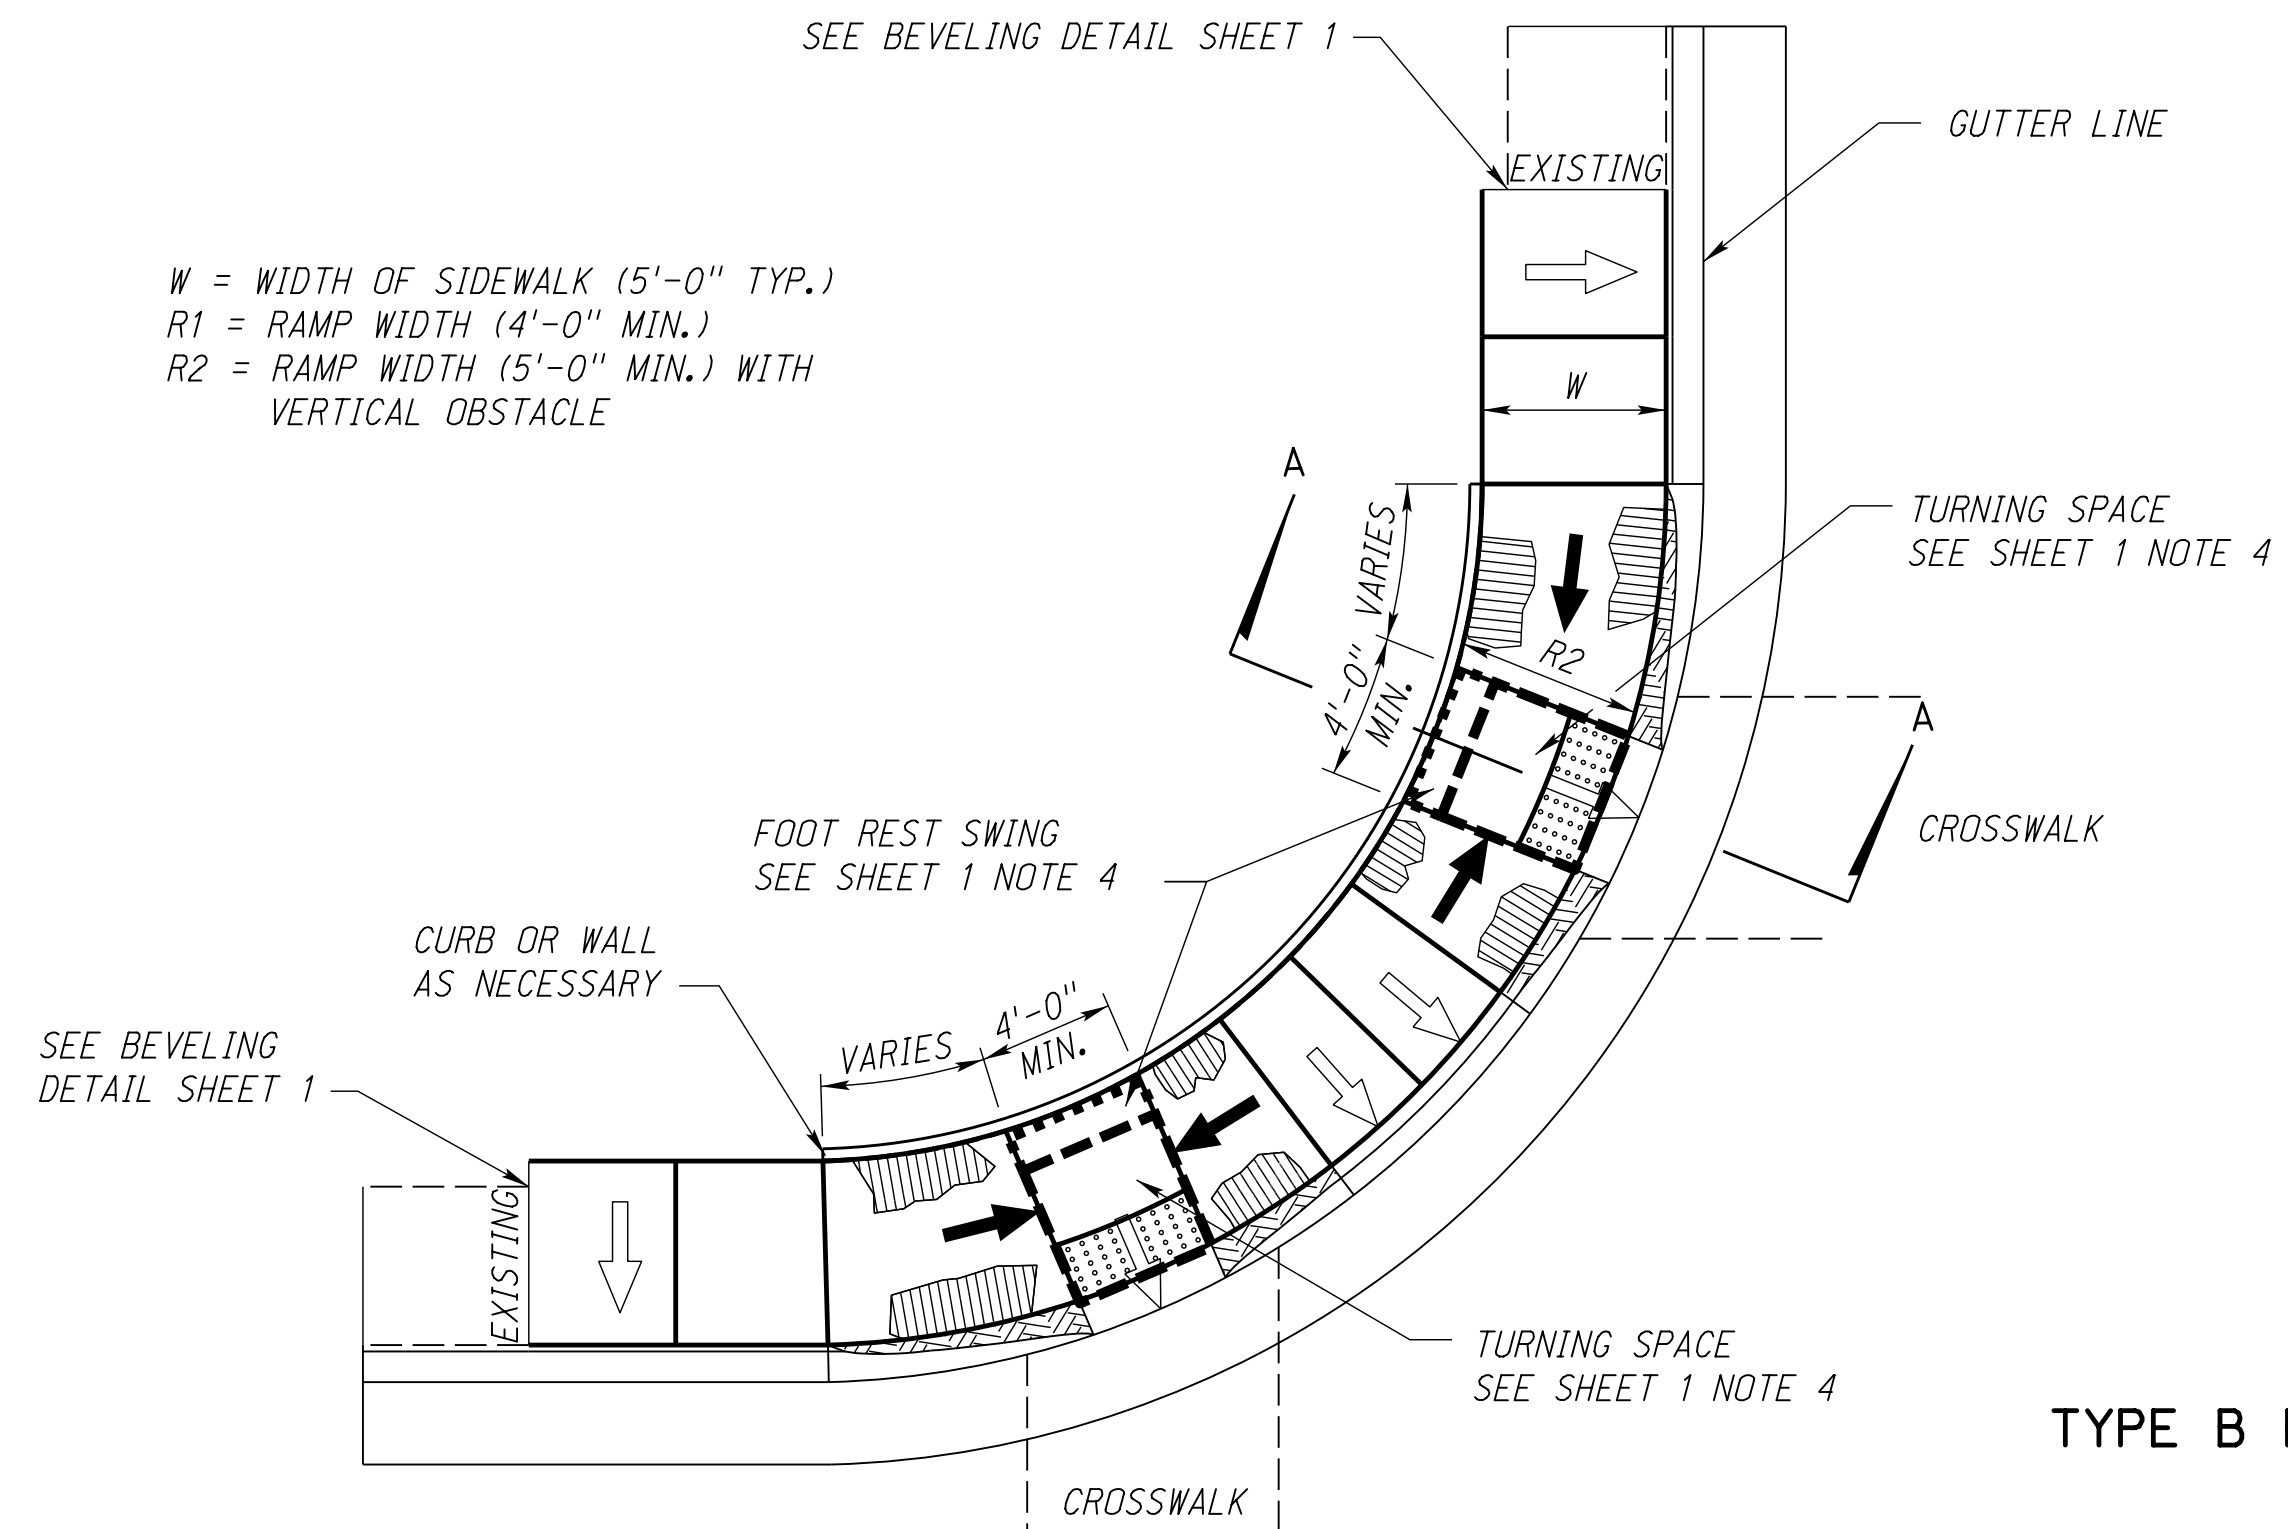 SEE BEVELING DETAIL SHEET 1
GUTTER LINE
EXISTING
W = WIDTH OF SIDEWALK (5'-0" TYP.)
R1 = RAMP WIDTH (4'-0" MIN.)
R2 = RAMP WIDTH (5'-0" MIN.) WITH
VERTICAL OBSTACLE
W
A
VARIES
TURNING SPACE
SEE SHEET 1 NOTE 4
R2
4'-0"
MIN.
A
CROSSWALK
FOOT REST SWING
SEE SHEET 1 NOTE 4
CURB OR WALL
AS NECESSARY
4'-0"
MIN.
VARIES
SEE BEVELING
DETAIL SHEET 1
EXISTING
TURNING SPACE
SEE SHEET 1 NOTE 4
TYPE B
CROSSWALK